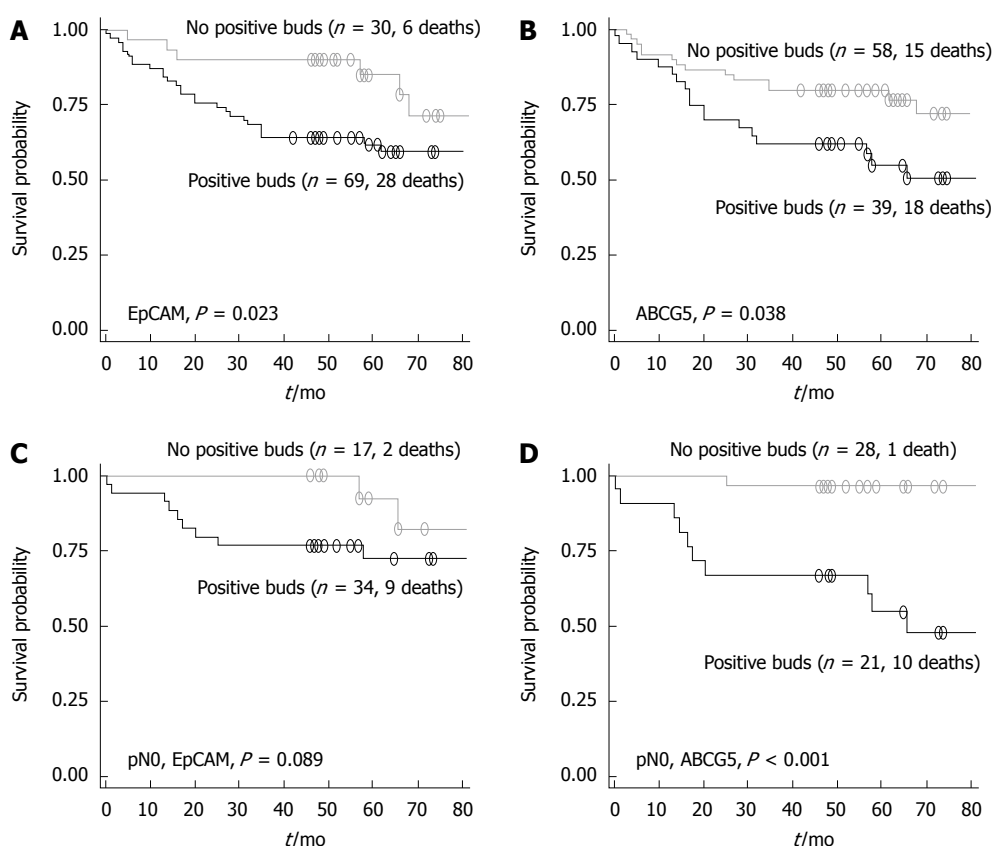 A
No positive buds (n = 30, 6 deaths)
1.00
0.75
0.50
0.25
0.00
Survival probability
Positive buds (n = 69, 28 deaths)
EpCAM, P = 0.023
0 10 20 30 40 50 60 70 80
t/mo
B
No positive buds (n = 58, 15 deaths)
1.00
0.75
0.50
0.25
0.00
Survival probability
Positive buds (n = 39, 18 deaths)
ABCG5, P = 0.038
0 10 20 30 40 50 60 70 80
t/mo
C
No positive buds (n = 17, 2 deaths)
1.00
0.75
0.50
0.25
0.00
Survival probability
Positive buds (n = 34, 9 deaths)
pN0, EpCAM, P = 0.089
0 10 20 30 40 50 60 70 80
t/mo
D
No positive buds (n = 28, 1 death)
1.00
0.75
0.50
0.25
0.00
Survival probability
Positive buds (n = 21, 10 deaths)
pN0, ABCG5, P < 0.001
0 10 20 30 40 50 60 70 80
t/mo